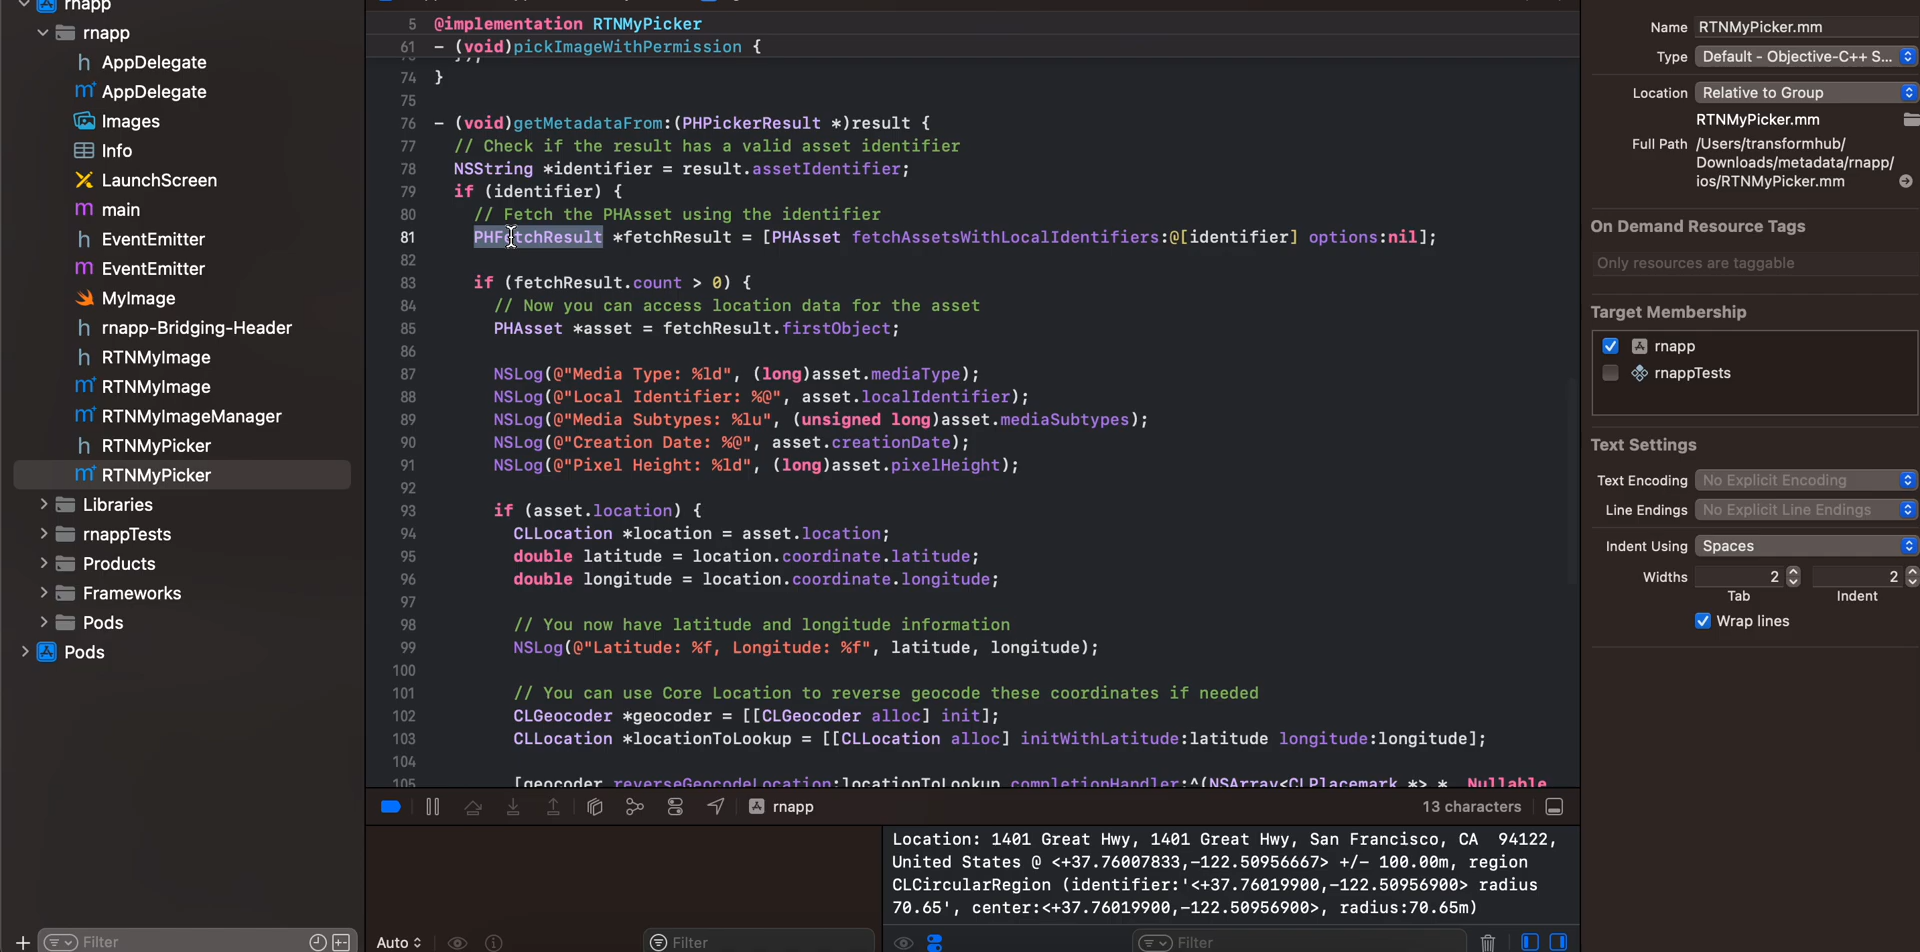 rnapp
rnapp
AppDelegate
AppDelegate
Images
Info
LaunchScreen
main
EventEmitter
EventEmitter
MyImage
rnapp-Bridging-Header
RTNMyImage
RTNMyImage
RTNMyImageManager
RTNMyPicker
RTNMyPicker
Libraries
rnappTests
Products
Frameworks
Pods
Pods
Filter
5 @implementation RTNMyPicker
61 - (void)pickImageWithPermission {
74 }
75
76 - (void)getMetadataFrom:(PHPickerResult *)result {
77 // Check if the result has a valid asset identifier
78 NSString *identifier = result.assetIdentifier;
79 if (identifier) {
80 // Fetch the PHAsset using the identifier
81 PHFetchResult *fetchResult = [PHAsset fetchAssetsWithLocalIdentifiers:@[identifier] options:nil];
82
83 if (fetchResult.count > 0) {
84 // Now you can access location data for the asset
85 PHAsset *asset = fetchResult.firstObject;
86
87 NSLog(@"Media Type: %ld", (long)asset.mediaType);
88 NSLog(@"Local Identifier: %@", asset.localIdentifier);
89 NSLog(@"Media Subtypes: %lu", (unsigned long)asset.mediaSubtypes);
90 NSLog(@"Creation Date: %@", asset.creationDate);
91 NSLog(@"Pixel Height: %ld", (long)asset.pixelHeight);
92
93 if (asset.location) {
94 CLLocation *location = asset.location;
95 double latitude = location.coordinate.latitude;
96 double longitude = location.coordinate.longitude;
97
98 // You now have latitude and longitude information
99 NSLog(@"Latitude: %f, Longitude: %f", latitude, longitude);
100
101 // You can use Core Location to reverse geocode these coordinates if needed
102 CLGeocoder *geocoder = [[CLGeocoder alloc] init];
103 CLLocation *locationToLookup = [[CLLocation alloc] initWithLatitude:latitude longitude:longitude];
104
105 [geocoder reverseGeocodeLocation:locationToLookup completionHandler:^(NSArray<CLPlacemark *> * _Nullable
rnapp
13 characters
Location: 1401 Great Hwy, 1401 Great Hwy, San Francisco, CA 94122,
United States @ <+37.76007833,-122.50956667> +/- 100.00m, region
CLCircularRegion (identifier:'<+37.76019900,-122.50956900> radius
70.65', center:<+37.76019900,-122.50956900>, radius:70.65m)
Auto
Filter
Filter
Name RTNMyPicker.mm
Type Default - Objective-C++ S...
Location Relative to Group
RTNMyPicker.mm
Full Path /Users/transformhub/
Downloads/metadata/rnapp/
ios/RTNMyPicker.mm
On Demand Resource Tags
Only resources are taggable
Target Membership
rnapp
rnappTests
Text Settings
Text Encoding No Explicit Encoding
Line Endings No Explicit Line Endings
Indent Using Spaces
Widths 2 2
Tab Indent
Wrap lines